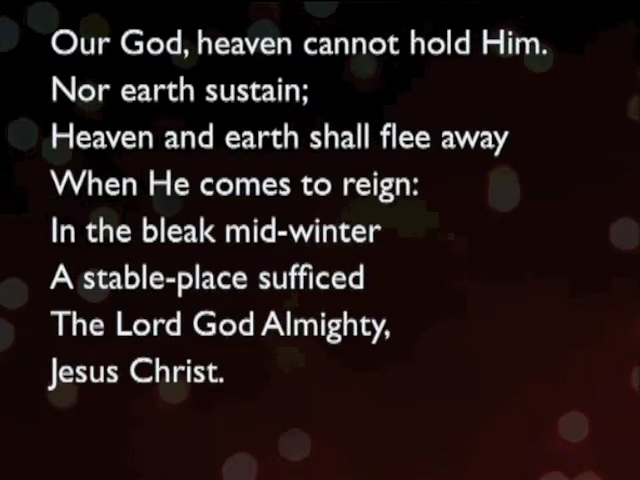 Our God, heaven cannot hold Him.
Nor earth sustain;
Heaven and earth shall flee away
When He comes to reign:
In the bleak mid-winter
A stable-place sufficed
The Lord God Almighty,
Jesus Christ.